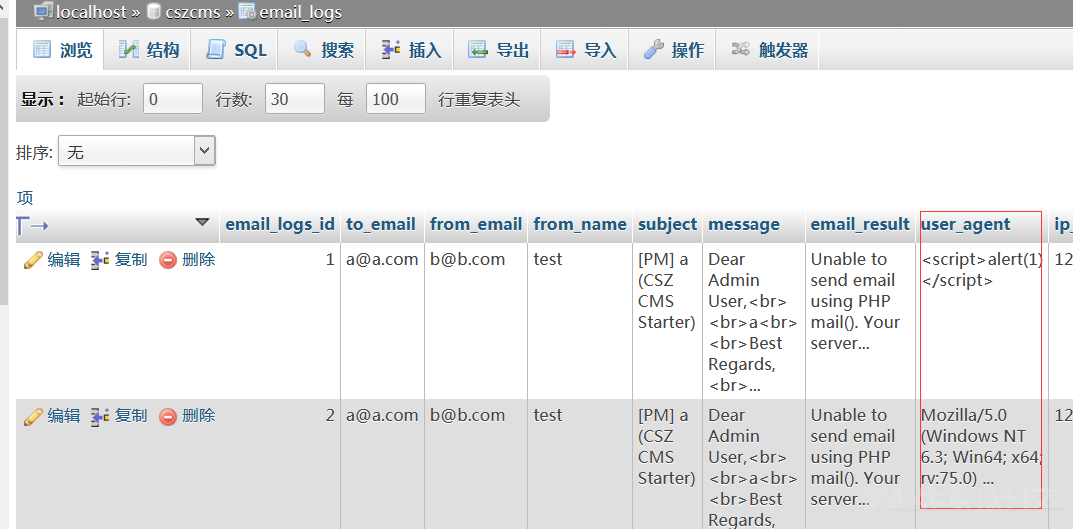 localhost » cszcms » email_logs
浏览 结构 SQL 搜索 插入 导出 导入 操作 触发器
显示： 起始行: 0 行数: 30 每 100 行重复表头
排序: 无
项
email_logs_id to_email from_email from_name subject message email_result user_agent ip_
编辑 复制 删除 1 a@a.com b@b.com test [PM] a Dear Unable to <script>alert(1) 12
(CSZ Admin send email </script>
CMS User,<br> using PHP
Starter) <br>a<br> mail(). Your
<br>Best server...
Regards,
<br>...
编辑 复制 删除 2 a@a.com b@b.com test [PM] a Dear Unable to Mozilla/5.0 12
(CSZ Admin send email (Windows NT
CMS User,<br> using PHP 6.3; Win64; x64;
Starter) <br>a<br> mail(). Your rv:75.0) ...
<br>Best server...
Regards,